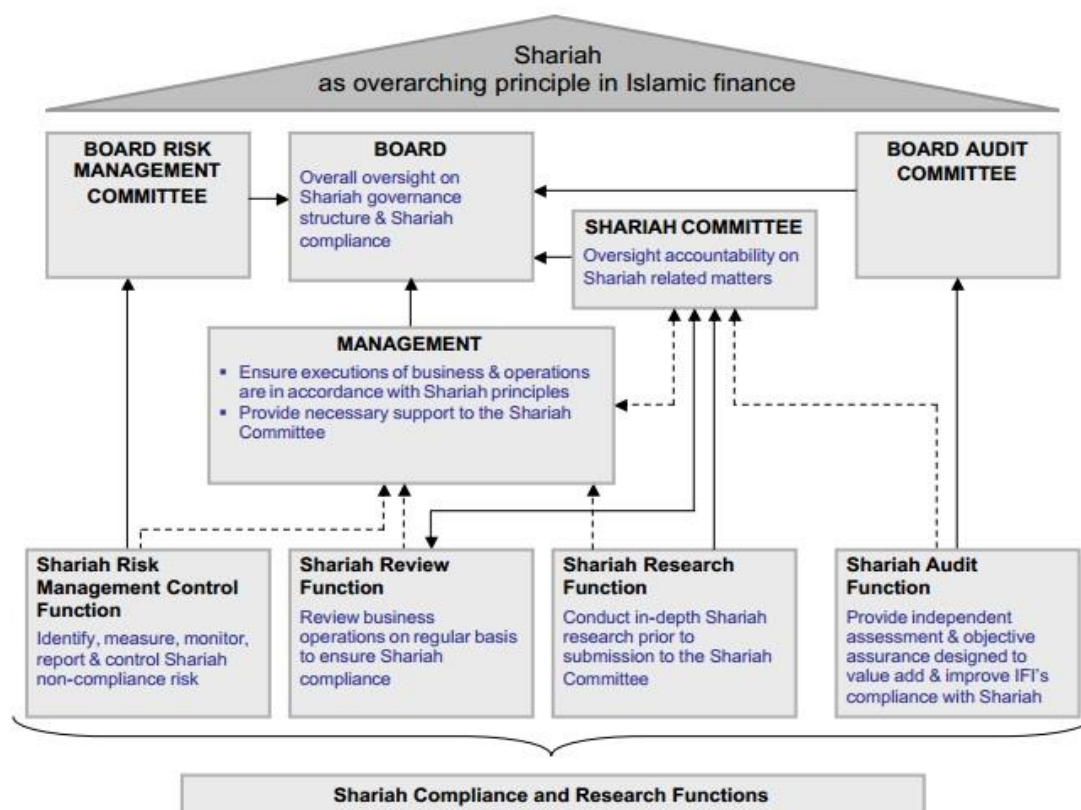 Shariah
as overarching principle in Islamic finance
BOARD RISK
MANAGEMENT
COMMITTEE
BOARD
Overall oversight on
Shariah governance
structure & Shariah
compliance
BOARD AUDIT
COMMITTEE
SHARIAH COMMITTEE
Oversight accountability on
Shariah related matters
MANAGEMENT
▪ Ensure executions of business & operations
are in accordance with Shariah principles
▪ Provide necessary support to the Shariah
Committee
Shariah Risk
Management Control
Function
Identify, measure, monitor,
report & control Shariah
non-compliance risk
Shariah Review
Function
Review business
operations on regular basis
to ensure Shariah
compliance
Shariah Research
Function
Conduct in-depth Shariah
research prior to
submission to the Shariah
Committee
Shariah Audit
Function
Provide independent
assessment & objective
assurance designed to
value add & improve IFI's
compliance with Shariah
Shariah Compliance and Research Functions